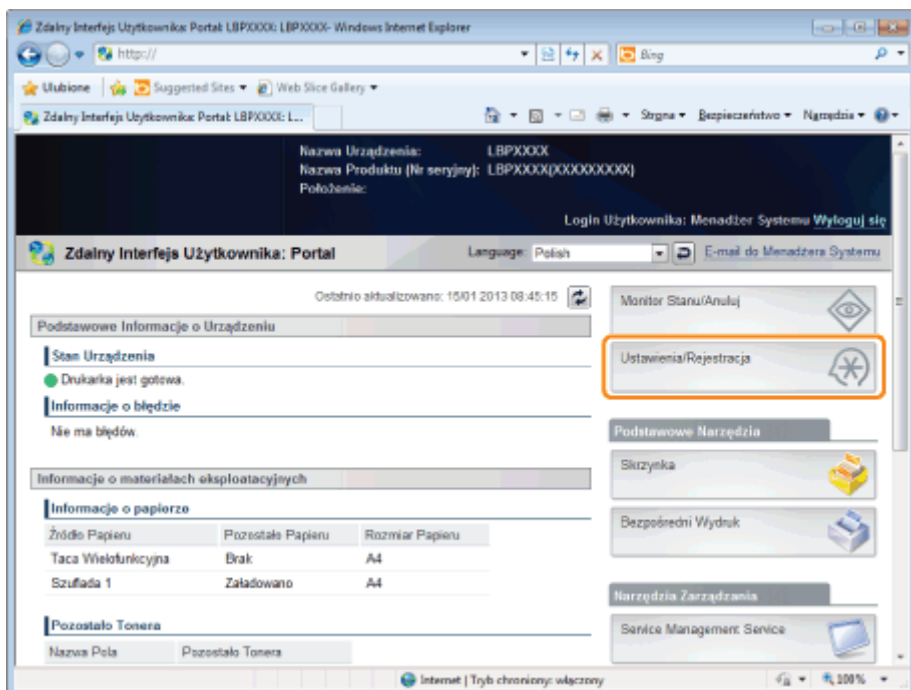 Zdalny Interfejs Użytkownika: Portal: LBPXXXX: LBPXXXX- Windows Internet Explorer
http://
Bing
Ulubione Suggested Sites Web Slice Gallery
Zdalny Interfejs Użytkownika: Portal: LBPXXXX: L... Strona Bezpieczeństwo Narzędzia
Nazwa Urządzenia: LBPXXXX
Nazwa Produktu (Nr seryjny): LBPXXXX(XXXXXXXXX)
Położenie:
Login Użytkownika: Menadżer Systemu Wyloguj się
Zdalny Interfejs Użytkownika: Portal Language: Polish E-mail do Menadżera Systemu
Ostatnio aktualizowano: 15/01 2013 08:45:15
Podstawowe Informacje o Urządzeniu
Stan Urządzenia
Drukarka jest gotowa.
Informacje o błędzie
Nie ma błędów.
Informacje o materiałach eksploatacyjnych
Informacje o papierze
Źródło Papieru Pozostało Papieru Rozmiar Papieru
Taca Wielofunkcyjna Brak A4
Szuflada 1 Załadowano A4
Pozostało Tonera
Nazwa Pola Pozostało Tonera
Monitor Stanu/Anuluj
Ustawienia/Rejestracja
Podstawowe Narzędzia
Skrzynka
Bezpośredni Wydruk
Narzędzia Zarządzania
Service Management Service
Internet | Tryb chroniony: włączony 100%